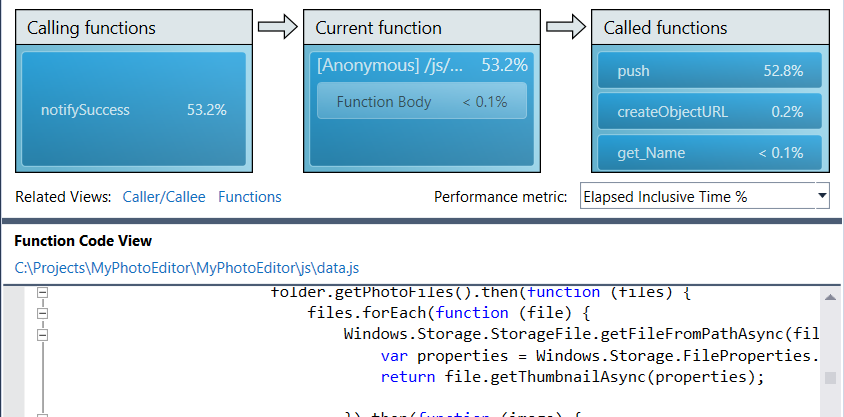 Calling functions
Current function
Called functions
notifySuccess 53.2%
[Anonymous] /js/... 53.2%
Function Body < 0.1%
push 52.8%
createObjectURL 0.2%
get_Name < 0.1%
Related Views: Caller/Callee Functions
Performance metric: Elapsed Inclusive Time %
Function Code View
C:\Projects\MyPhotoEditor\MyPhotoEditor\js\data.js
folder.getPhotoFiles().then(function (files) {
files.forEach(function (file) {
Windows.Storage.StorageFile.getFileFromPathAsync(fil
var properties = Windows.Storage.FileProperties.
return file.getThumbnailAsync(properties);
}).then(function (image) {